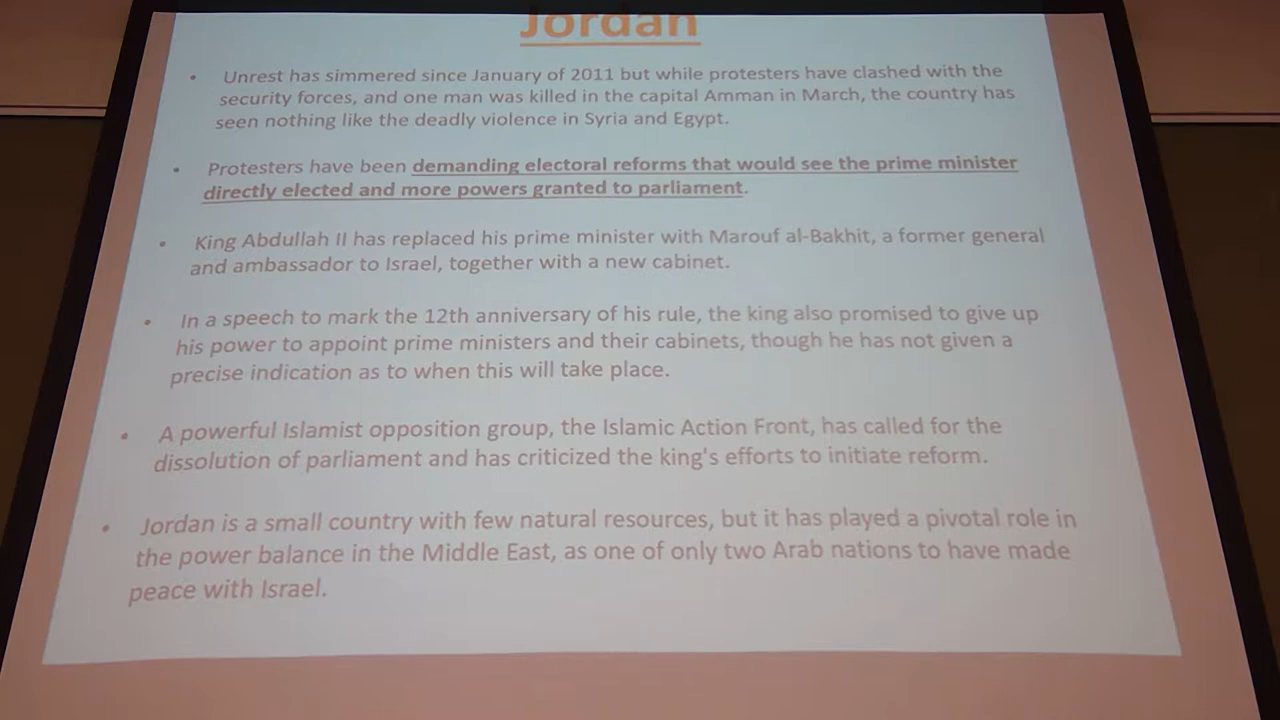 Jordan
• Unrest has simmered since January of 2011 but while protesters have clashed with the
security forces, and one man was killed in the capital Amman in March, the country has
seen nothing like the deadly violence in Syria and Egypt.
• Protesters have been demanding electoral reforms that would see the prime minister
directly elected and more powers granted to parliament.
• King Abdullah II has replaced his prime minister with Marouf al-Bakhit, a former general
and ambassador to Israel, together with a new cabinet.
• In a speech to mark the 12th anniversary of his rule, the king also promised to give up
his power to appoint prime ministers and their cabinets, though he has not given a
precise indication as to when this will take place.
• A powerful Islamist opposition group, the Islamic Action Front, has called for the
dissolution of parliament and has criticized the king's efforts to initiate reform.
• Jordan is a small country with few natural resources, but it has played a pivotal role in
the power balance in the Middle East, as one of only two Arab nations to have made
peace with Israel.